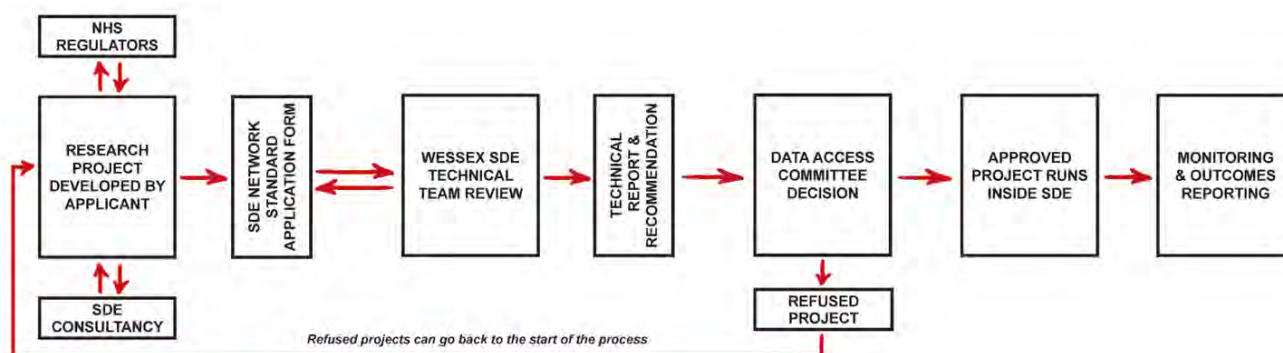 NHS
REGULATORS
RESEARCH
PROJECT
DEVELOPED BY
APPLICANT
SDE
CONSULTANCY
SDE NETWORK
STANDARD
APPLICATION FORM
WESSEX SDE
TECHNICAL
TEAM REVIEW
TECHNICAL
REPORT &
RECOMMENDATION
DATA ACCESS
COMMITTEE
DECISION
REFUSED
PROJECT
APPROVED
PROJECT RUNS
INSIDE SDE
MONITORING
& OUTCOMES
REPORTING
Refused projects can go back to the start of the process